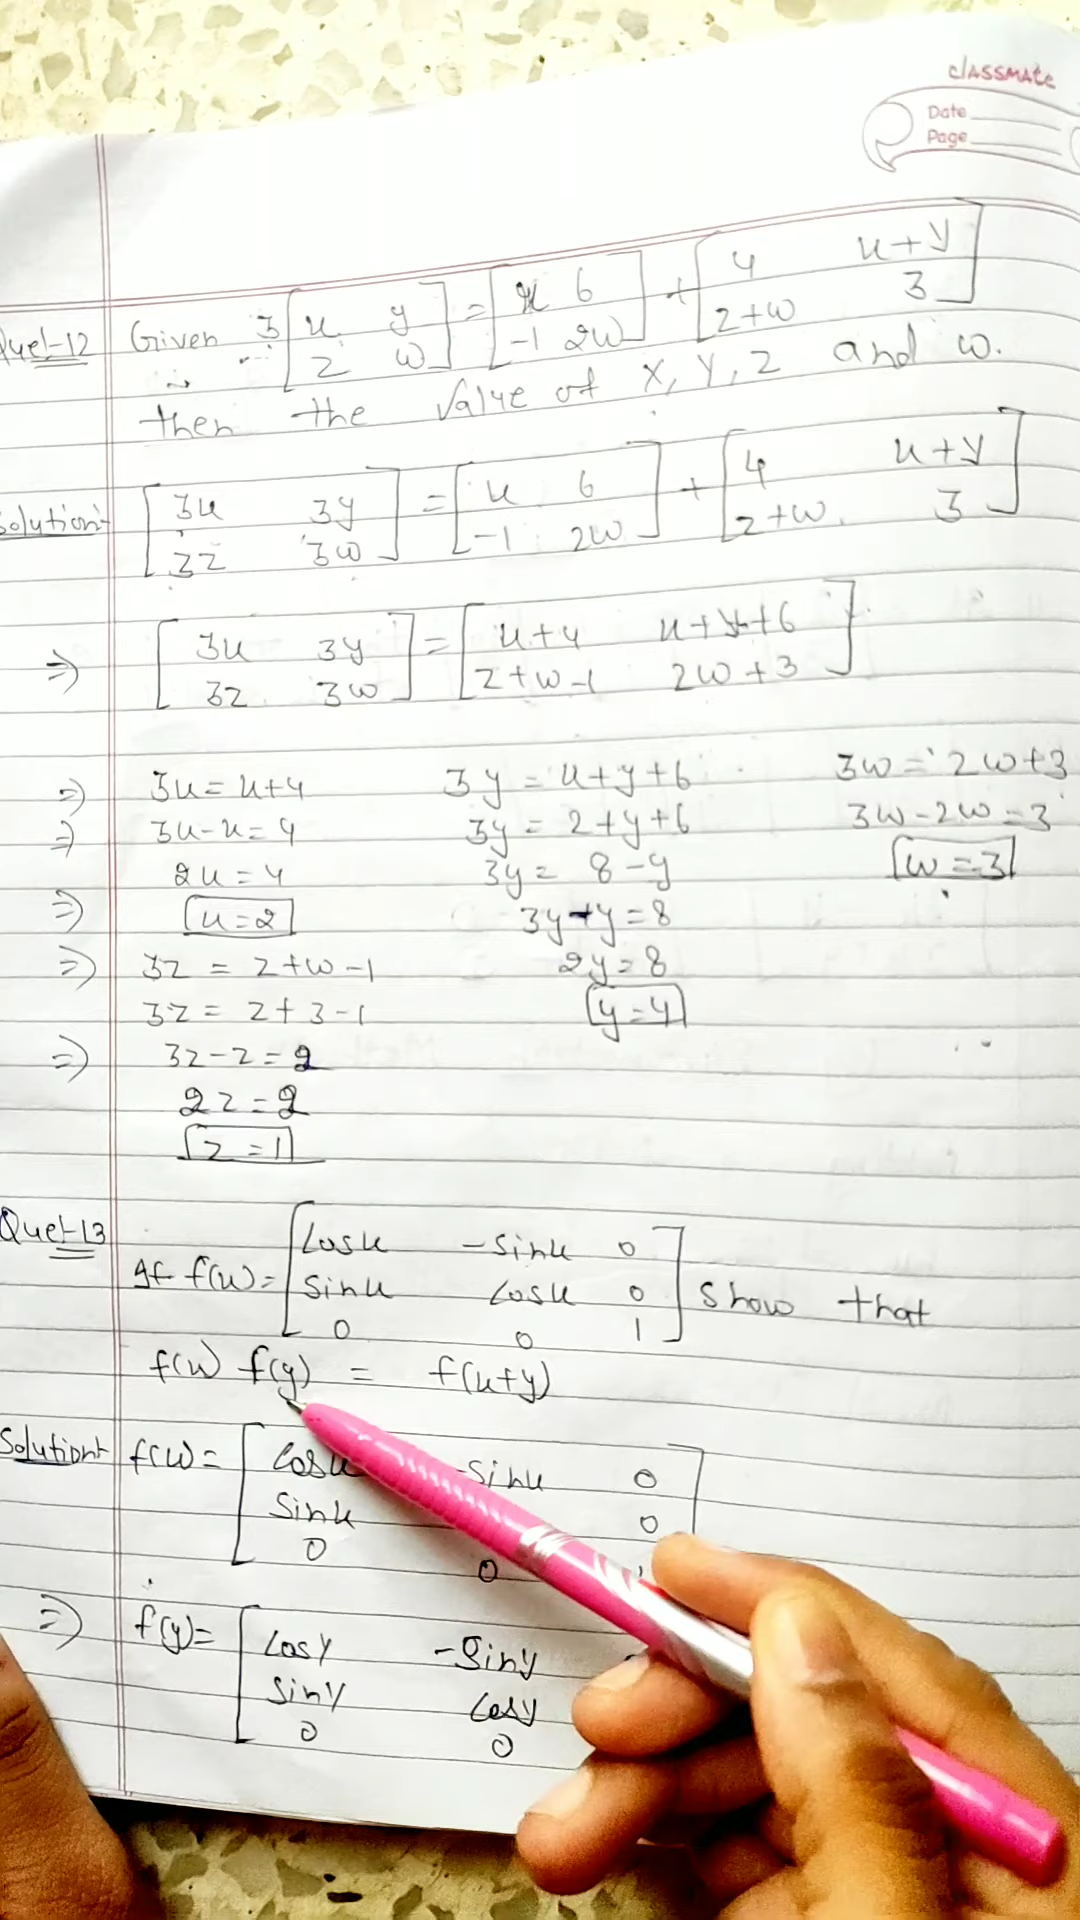 classmate
Date
Page
Quet-12 Given 3 [x y = [x 6 + [4 x+y
z w] -1 2w] z+w 3]
then the value of x, y, z and w.
Solution:- [3x 3y = [x 6 + [4 x+y
3z 3w] -1 2w] z+w 3]
⇒ [3x 3y = [x+4 x+y+6
3z 3w] z+w-1 2w+3]
⇒ 3x = x+4 3y = x+y+6 3w = 2w+3
⇒ 3x-x=4 3y = 2+y+6 3w-2w=3
2x=4 3y= 8-y w=3
⇒ x=2 3y-y=8
⇒ 3z = z+w-1 2y=8
3z = z+3-1 y=4
⇒ 3z-z=2
2z=2
z=1
Quet-13 [cosx -sinx 0
If f(x)= sinx cosx 0 show that
0 0 1]
f(x) f(y) = f(x+y)
Solution:- f(x)= [cosx -sinx 0
sinx 0
0 0
⇒ f(y)= [cosy -siny
siny cosy
0 0